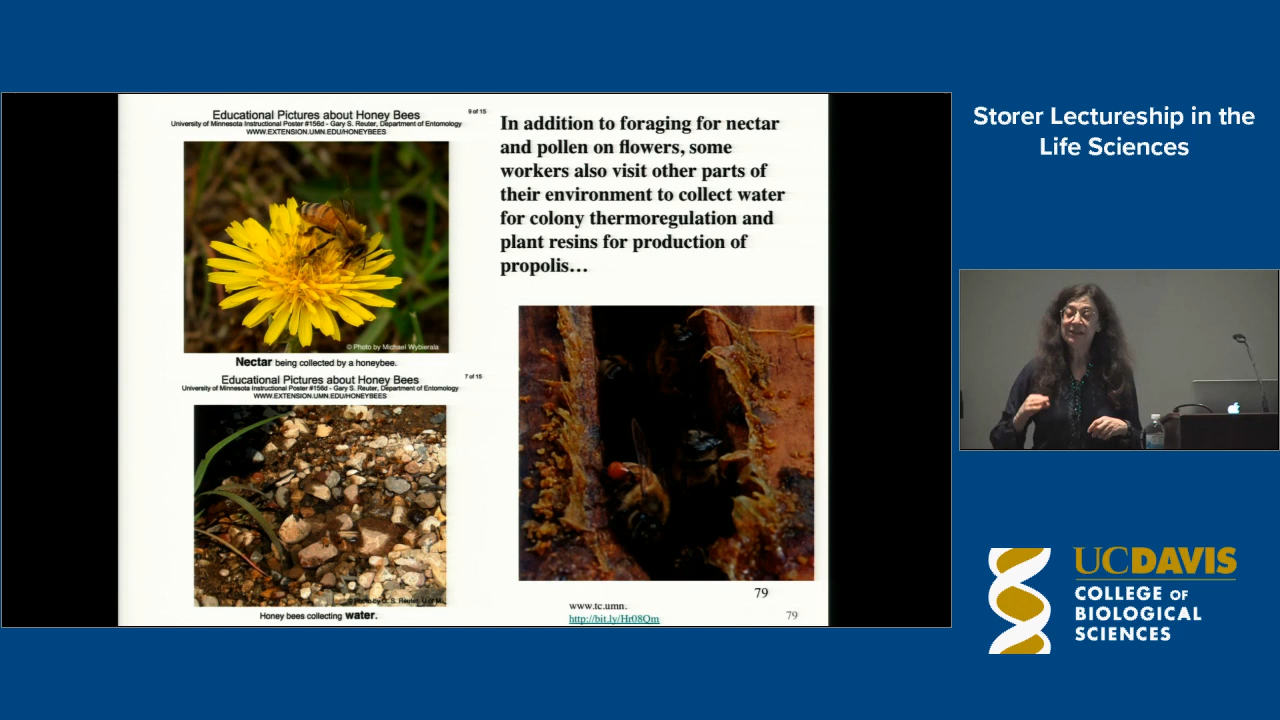 Educational Pictures about Honey Bees
9 of 15
University of Minnesota Instructional Poster #156d - Gary S. Reuter, Department of Entomology
WWW.EXTENSION.UMN.EDU/HONEYBEES
© Photo by Michael Wybierala
Nectar being collected by a honeybee.
Educational Pictures about Honey Bees
7 of 15
University of Minnesota Instructional Poster #156d - Gary S. Reuter, Department of Entomology
WWW.EXTENSION.UMN.EDU/HONEYBEES
Honey bees collecting water.
In addition to foraging for nectar
and pollen on flowers, some
workers also visit other parts of
their environment to collect water
for colony thermoregulation and
plant resins for production of
propolis…
79
www.tc.umn.
http://bit.ly/Hr08Qm
79
Storer Lectureship in the
Life Sciences
UCDAVIS
COLLEGE OF
BIOLOGICAL
SCIENCES